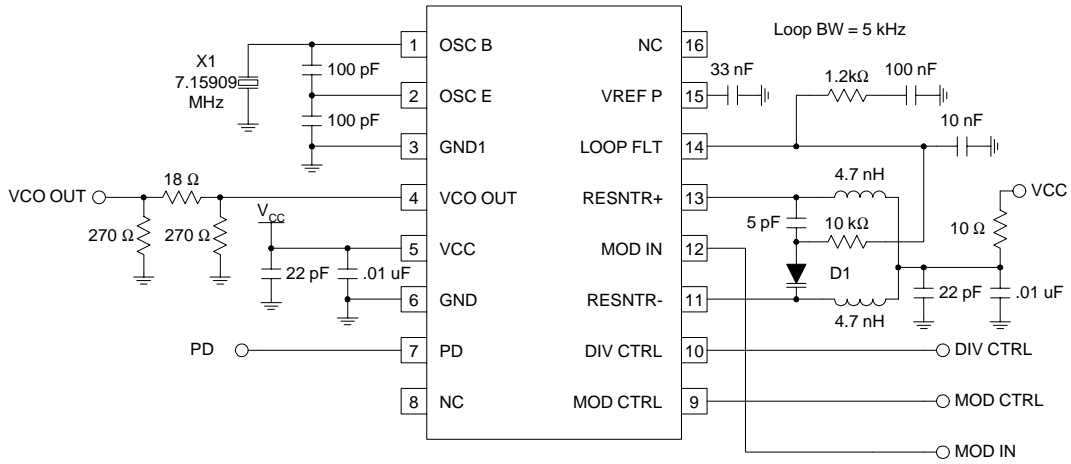 Loop BW = 5 kHz
1 OSC B
NC 16
X1
7.15909
MHz
100 pF
33 nF
1.2kΩ
100 nF
2 OSC E
VREF P 15
100 pF
10 nF
3 GND1
LOOP FLT 14
VCO OUT
18 Ω
4.7 nH
VCC
4 VCO OUT
RESNTR+ 13
270 Ω
270 Ω
VCC
5 pF
10 kΩ
10 Ω
5 VCC
MOD IN 12
22 pF
.01 uF
D1
22 pF
.01 uF
6 GND
RESNTR- 11
4.7 nH
PD
7 PD
DIV CTRL 10
DIV CTRL
8 NC
MOD CTRL 9
MOD CTRL
MOD IN